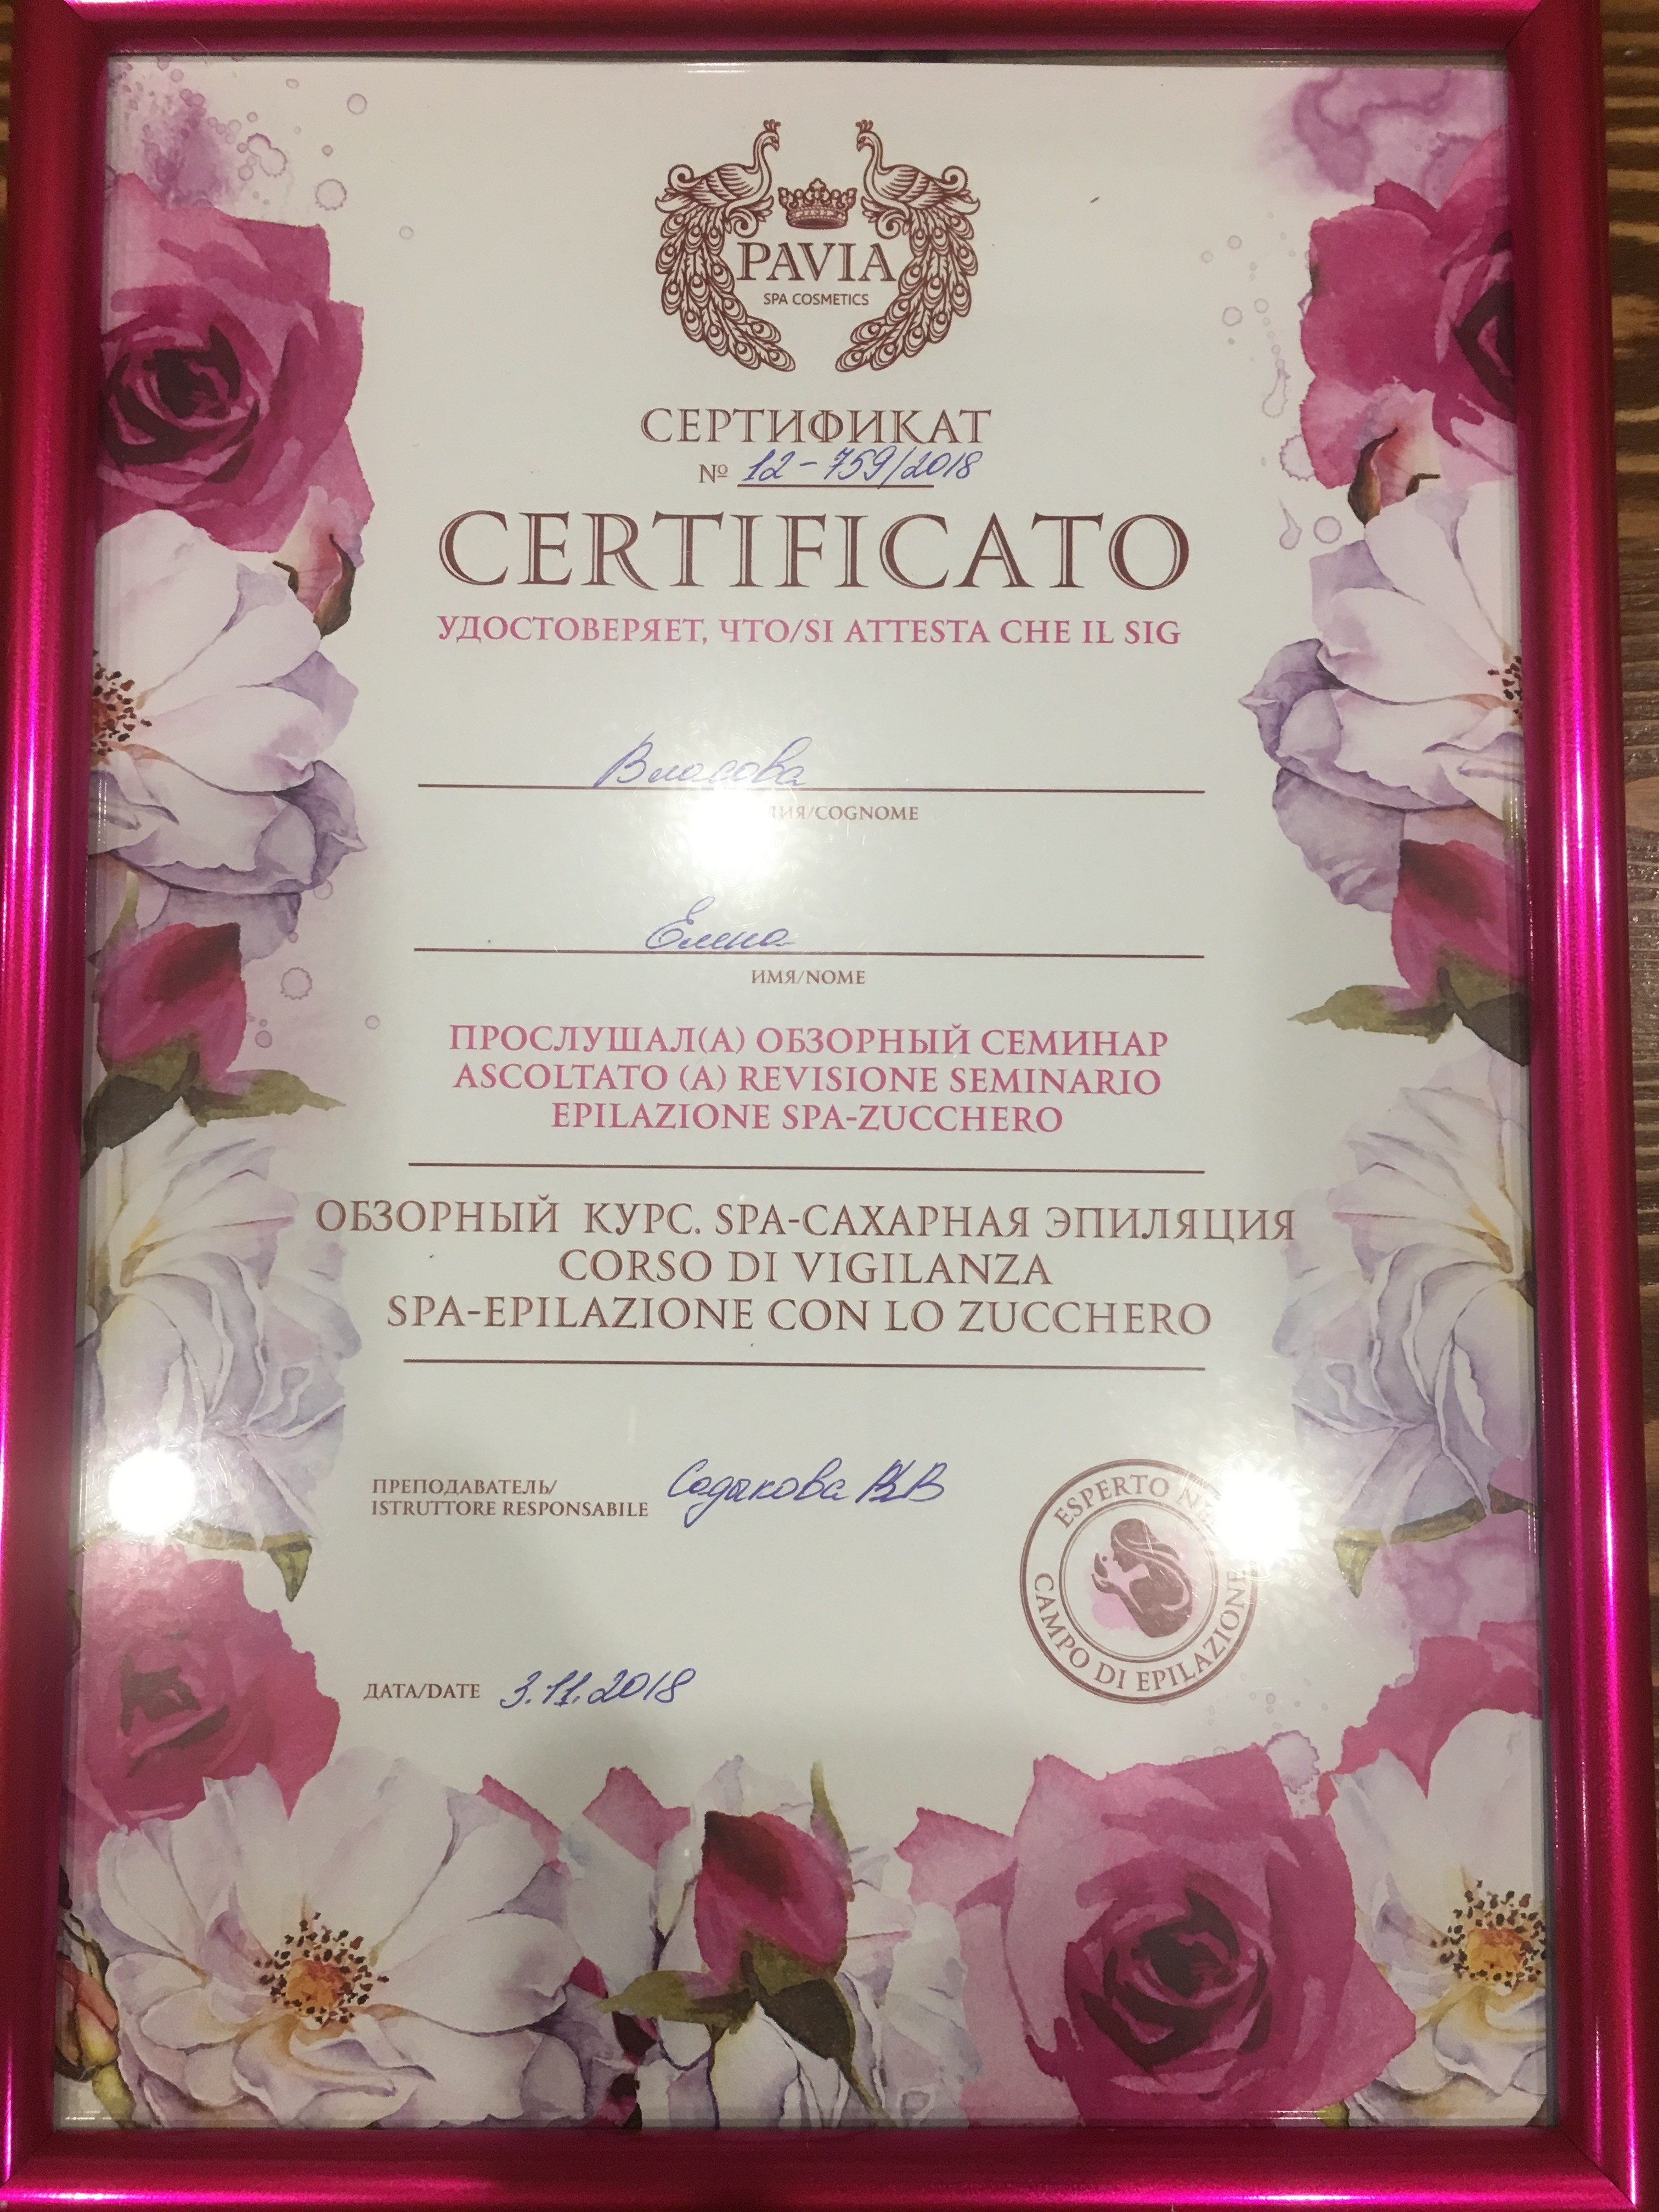 PAVIA
SPA COSMETICS
СЕРТИФИКАТ
№ 12-759/2018
CERTIFICATO
УДОСТОВЕРЯЕТ, ЧТО/SI ATTESTA CHE IL SIG
Власова
/COGNOME
Елена
ИМЯ/NOME
ПРОСЛУШАЛ(А) ОБЗОРНЫЙ СЕМИНАР
ASCOLTATO (A) REVISIONE SEMINARIO
EPILAZIONE SPA-ZUCCHERO
ОБЗОРНЫЙ КУРС. SPA-САХАРНАЯ ЭПИЛЯЦИЯ
CORSO DI VIGILANZA
SPA-EPILAZIONE CON LO ZUCCHERO
ПРЕПОДАВАТЕЛЬ/
ISTRUTTORE RESPONSABILE Садыкова
ESPERTO
CAMPO DI EPILAZIONE
ДАТА/DATE 3.11.2018